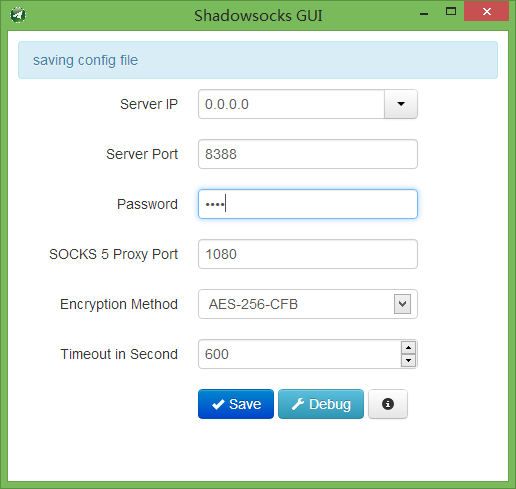 Shadowsocks GUI
saving config file
Server IP 0.0.0.0
Server Port 8388
Password ••••
SOCKS 5 Proxy Port 1080
Encryption Method AES-256-CFB
Timeout in Second 600
Save Debug